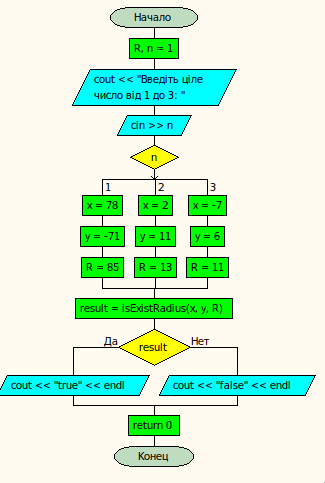 Начало
R, n = 1
cout << "Введіть ціле
число від 1 до 3: "
cin >> n
n
1 2 3
x = 78 x = 2 x = -7
y = -71 y = 11 y = 6
R = 85 R = 13 R = 11
result = isExistRadius(x, y, R)
Да result Нет
cout << "true" << endl cout << "false" << endl
return 0
Конец